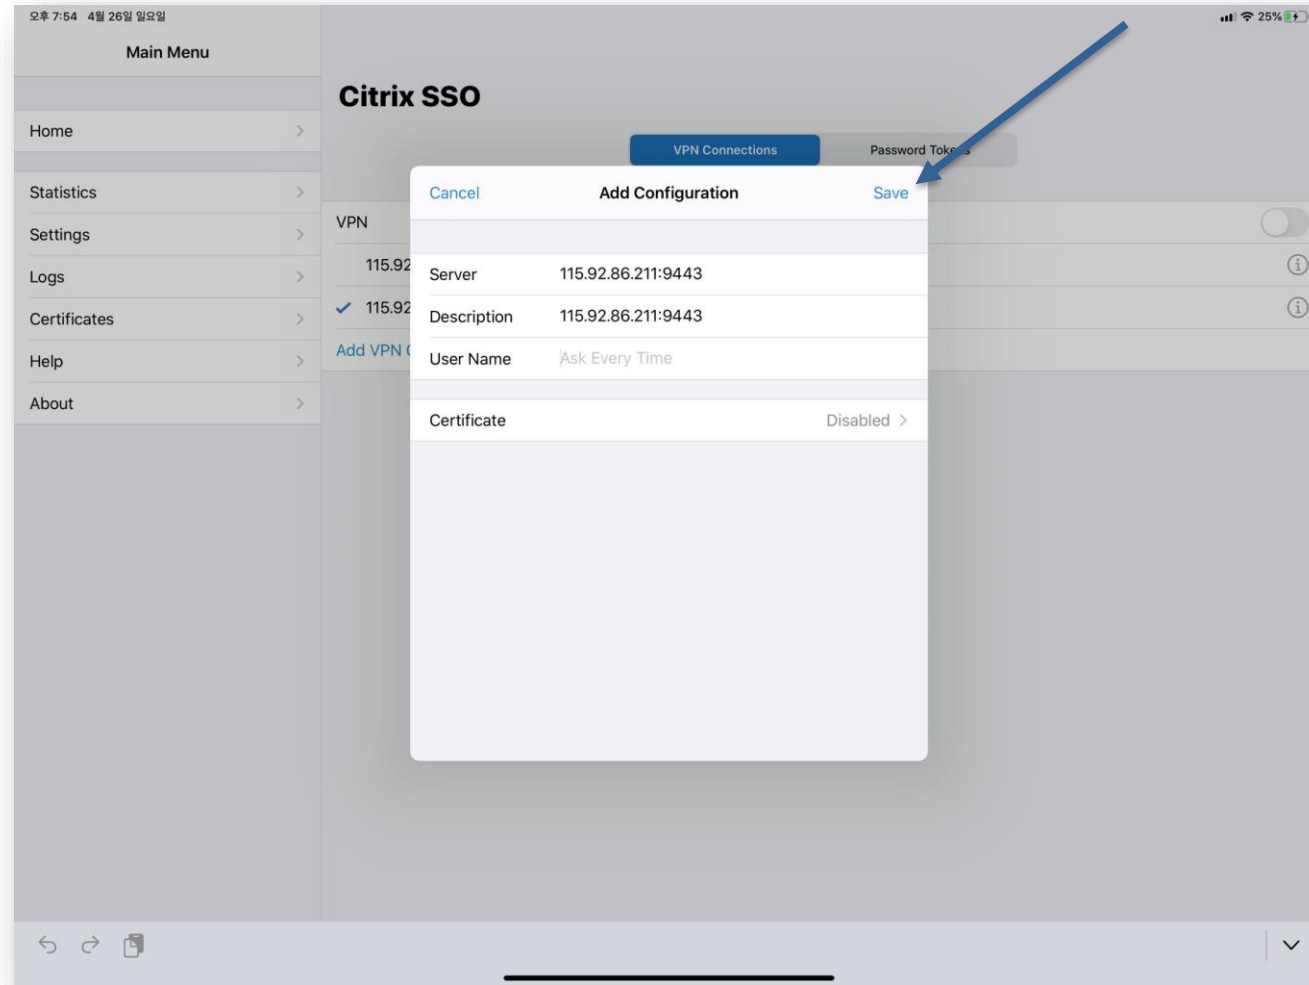 오후 7:54 4월 26일 일요일
25%
Main Menu
Home
Statistics
Settings
Logs
Certificates
Help
About
Citrix SSO
VPN Connections
Password
VPN
115.92
115.92
Add VPN
Cancel
Add Configuration
Save
Server 115.92.86.211:9443
Description 115.92.86.211:9443
User Name Ask Every Time
Certificate Disabled